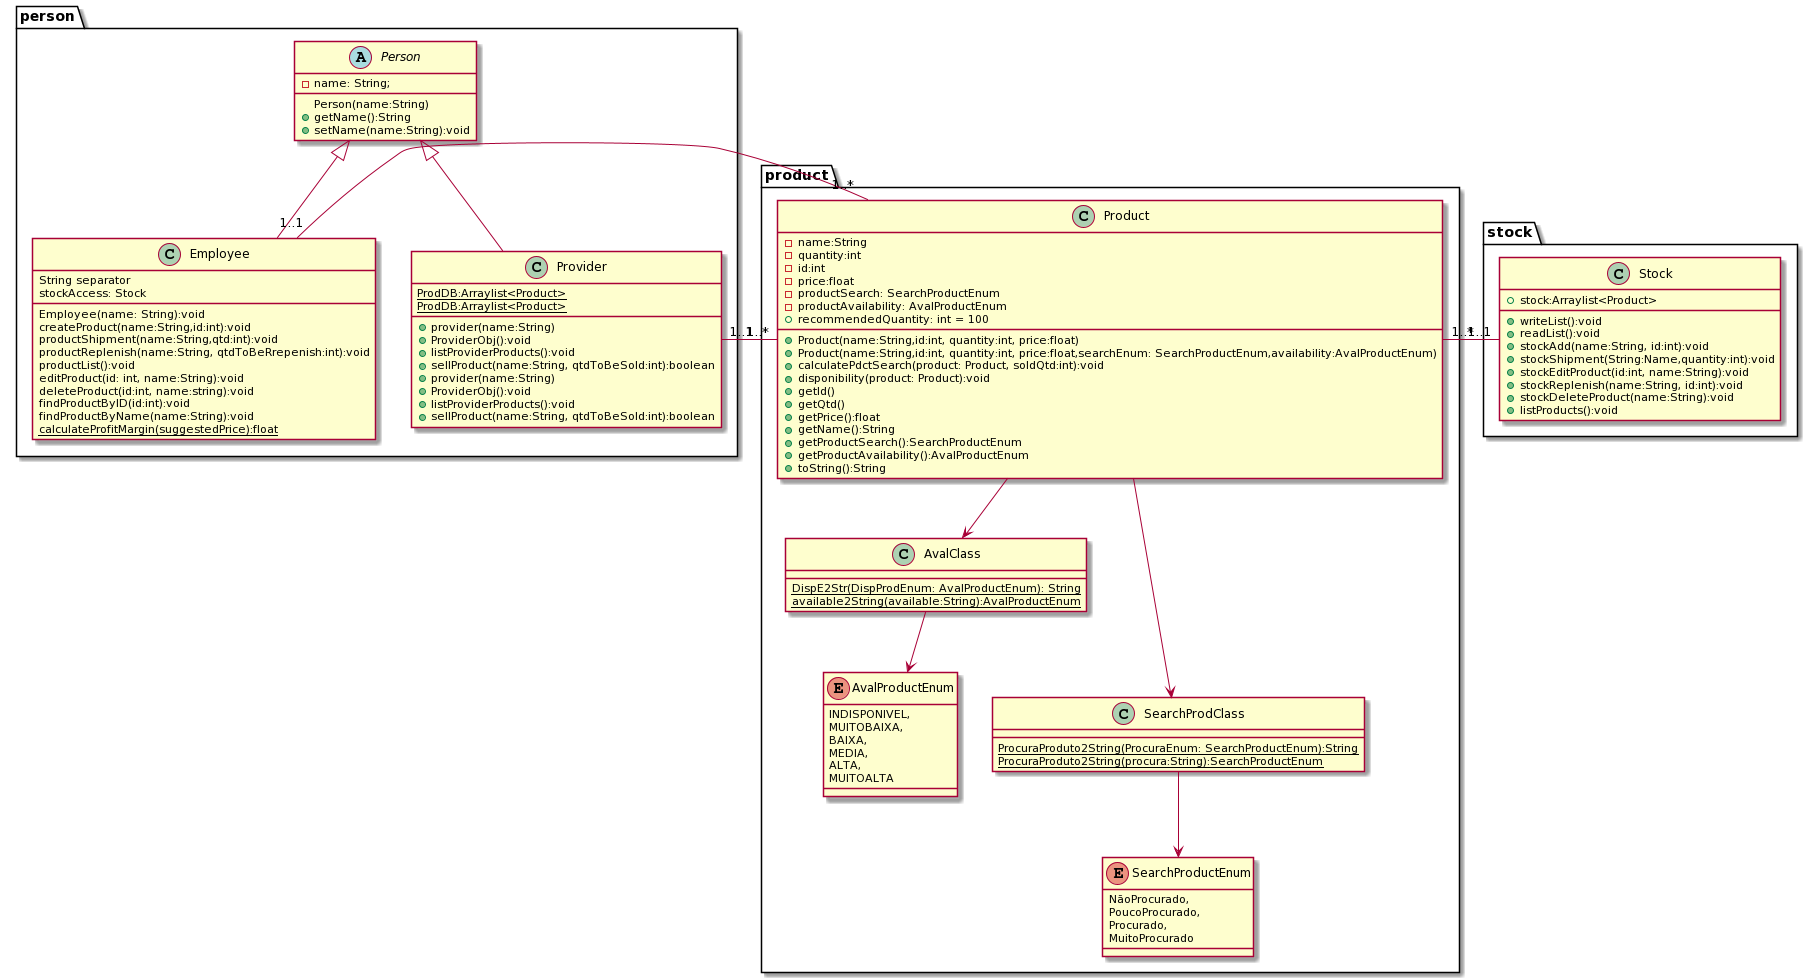 person
A Person
name: String;
Person(name:String)
getName():String
setName(name:String):void
1..1
C Employee
String separator
stockAccess: Stock
Employee(name: String):void
createProduct(name:String,id:int):void
productShipment(name:String,qtd:int):void
productReplenish(name:String, qtdToBeRrepenish:int):void
productList():void
editProduct(id: int, name:String):void
deleteProduct(id:int, name:string):void
findProductByID(id:int):void
findProductByName(name:String):void
calculateProfitMargin(suggestedPrice):float
C Provider
ProdDB:Arraylist<Product>
ProdDB:Arraylist<Product>
provider(name:String)
ProviderObj():void
listProviderProducts():void
sellProduct(name:String, qtdToBeSold:int):boolean
provider(name:String)
ProviderObj():void
listProviderProducts():void
sellProduct(name:String, qtdToBeSold:int):boolean
product
1..*
1..1
1..*
C Product
name:String
quantity:int
id:int
price:float
productSearch: SearchProductEnum
productAvailability: AvalProductEnum
recommendedQuantity: int = 100
Product(name:String,id:int, quantity:int, price:float)
Product(name:String,id:int, quantity:int, price:float,searchEnum: SearchProductEnum,availability:AvalProductEnum)
calculatePdctSearch(product: Product, soldQtd:int):void
disponibility(product: Product):void
getId()
getQtd()
getPrice():float
getName():String
getProductSearch():SearchProductEnum
getProductAvailability():AvalProductEnum
toString():String
1..*
1..1
stock
C Stock
stock:Arraylist<Product>
writeList():void
readList():void
stockAdd(name:String, id:int):void
stockShipment(String:Name,quantity:int):void
stockEditProduct(id:int, name:String):void
stockReplenish(name:String, id:int):void
stockDeleteProduct(name:String):void
listProducts():void
C AvalClass
DispE2Str(DispProdEnum: AvalProductEnum): String
available2String(available:String):AvalProductEnum
E AvalProductEnum
INDISPONIVEL,
MUITOBAIXA,
BAIXA,
MEDIA,
ALTA,
MUITOALTA
C SearchProdClass
ProcuraProduto2String(ProcuraEnum: SearchProductEnum):String
ProcuraProduto2String(procura:String):SearchProductEnum
E SearchProductEnum
NãoProcurado,
PoucoProcurado,
Procurado,
MuitoProcurado